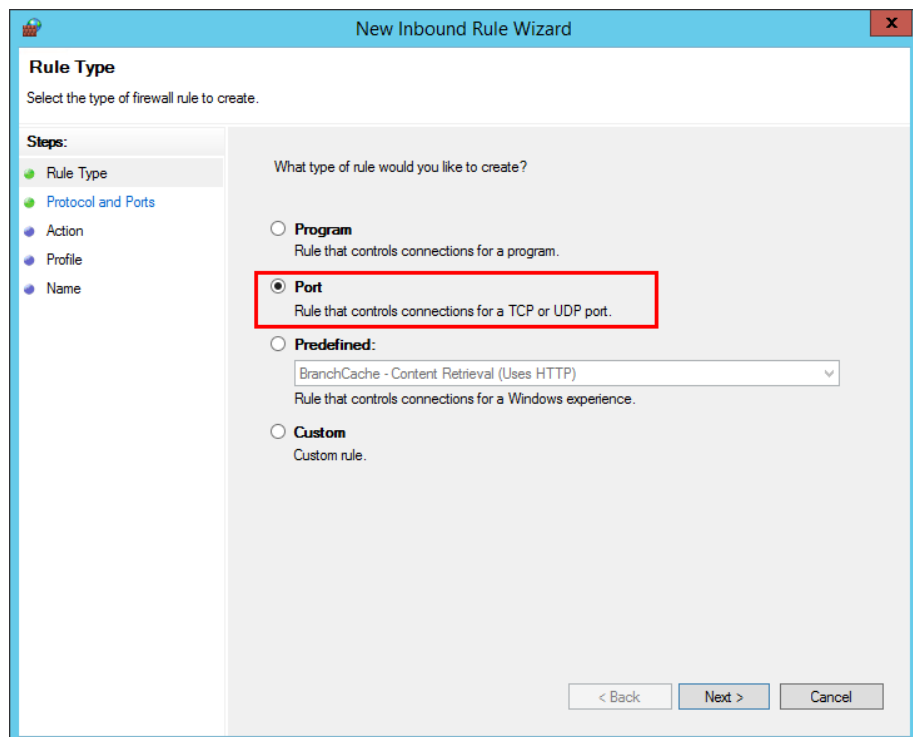 New Inbound Rule Wizard
x
Rule Type
Select the type of firewall rule to create.
Steps:
Rule Type
Protocol and Ports
Action
Profile
Name
What type of rule would you like to create?
Program
Rule that controls connections for a program.
Port
Rule that controls connections for a TCP or UDP port.
Predefined:
BranchCache - Content Retrieval (Uses HTTP)
Rule that controls connections for a Windows experience.
Custom
Custom rule.
< Back
Next >
Cancel